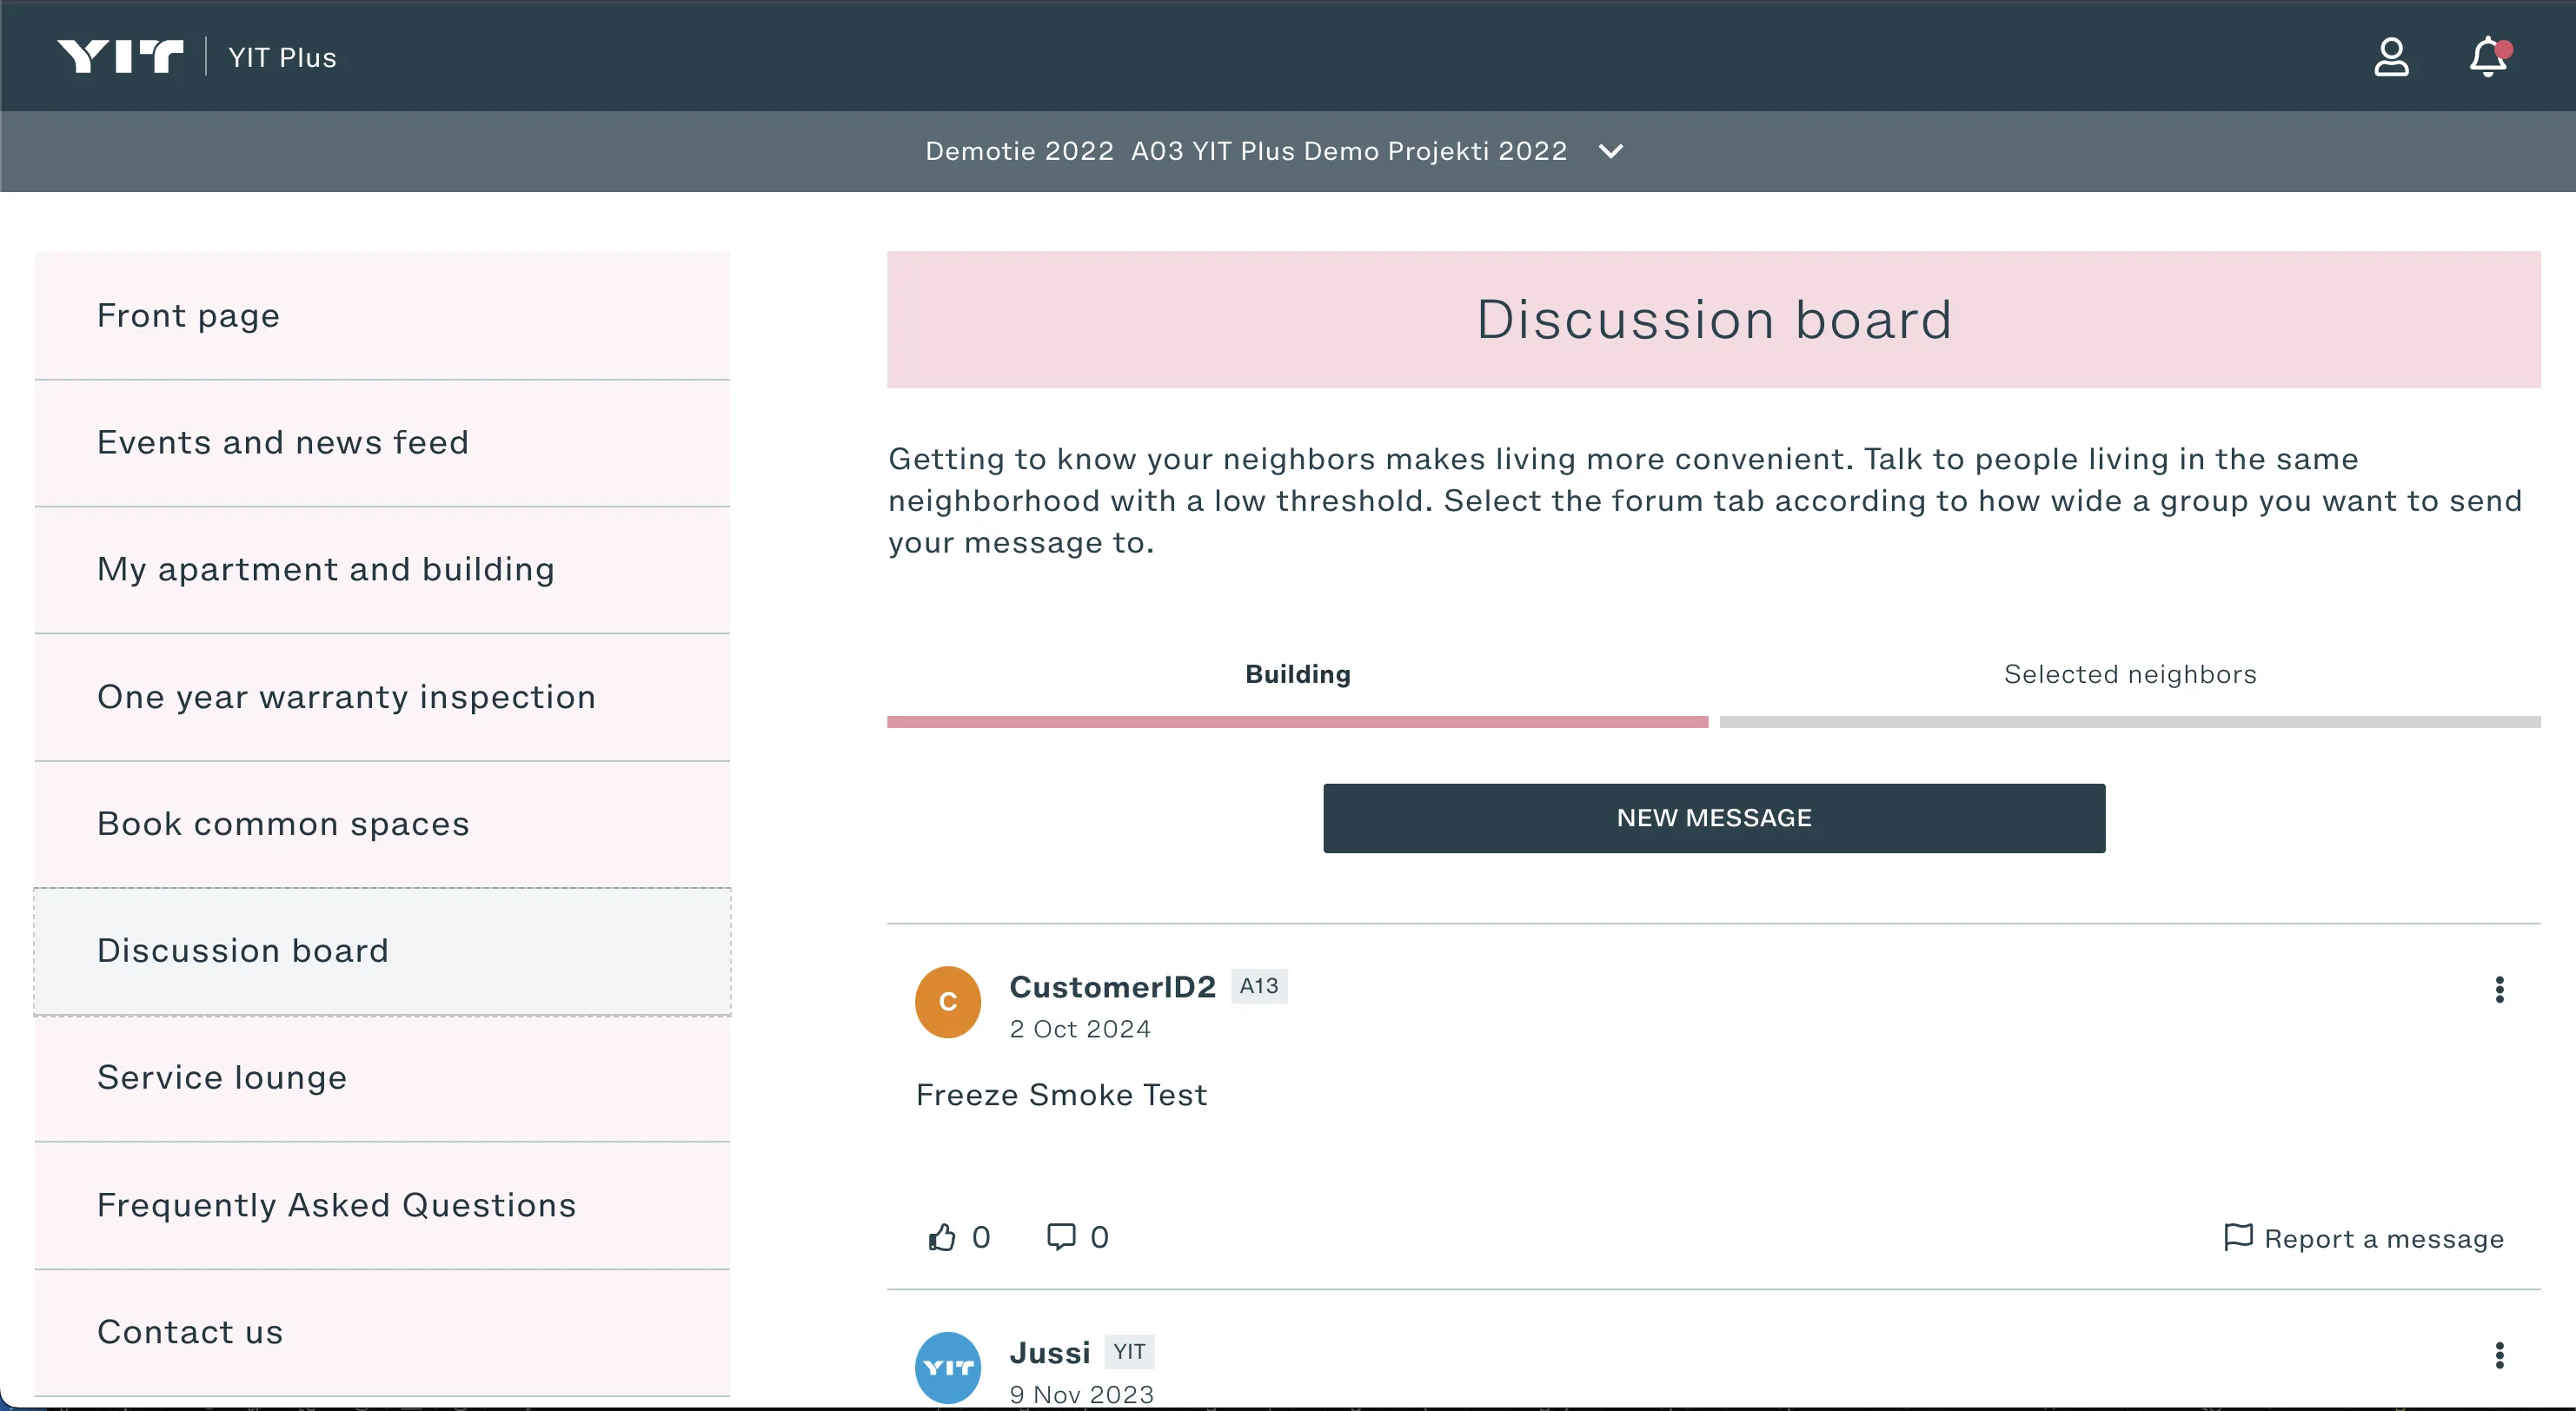 YIT YIT Plus
Demotie 2022 A03 YIT Plus Demo Projekti 2022
Front page
Events and news feed
My apartment and building
One year warranty inspection
Book common spaces
Discussion board
Service lounge
Frequently Asked Questions
Contact us
Discussion board
Getting to know your neighbors makes living more convenient. Talk to people living in the same
neighborhood with a low threshold. Select the forum tab according to how wide a group you want to send
your message to.
Building
Selected neighbors
NEW MESSAGE
C
CustomerID2 A13
2 Oct 2024
Freeze Smoke Test
0 0 Report a message
YIT
Jussi YIT
9 Nov 2023